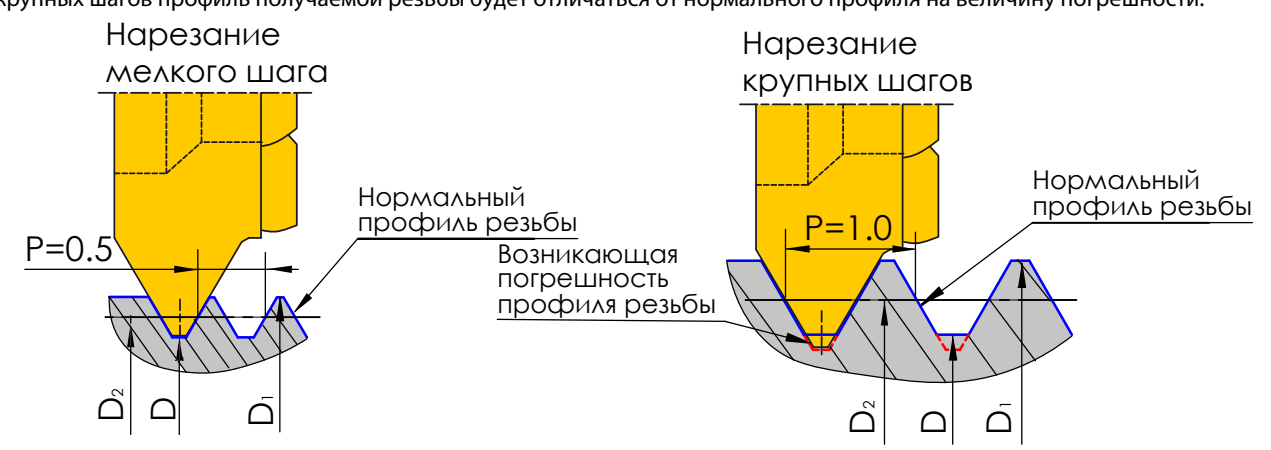 крупных шагов профиль получаемой резьбы будет отличаться от нормального профиля на величину погрешности.
Нарезание
мелкого шага
Нормальный
профиль резьбы
P=0.5
D₂
D
D₁
Нарезание
крупных шагов
Нормальный
профиль резьбы
P=1.0
Возникающая
погрешность
профиля резьбы
D₂
D
D₁